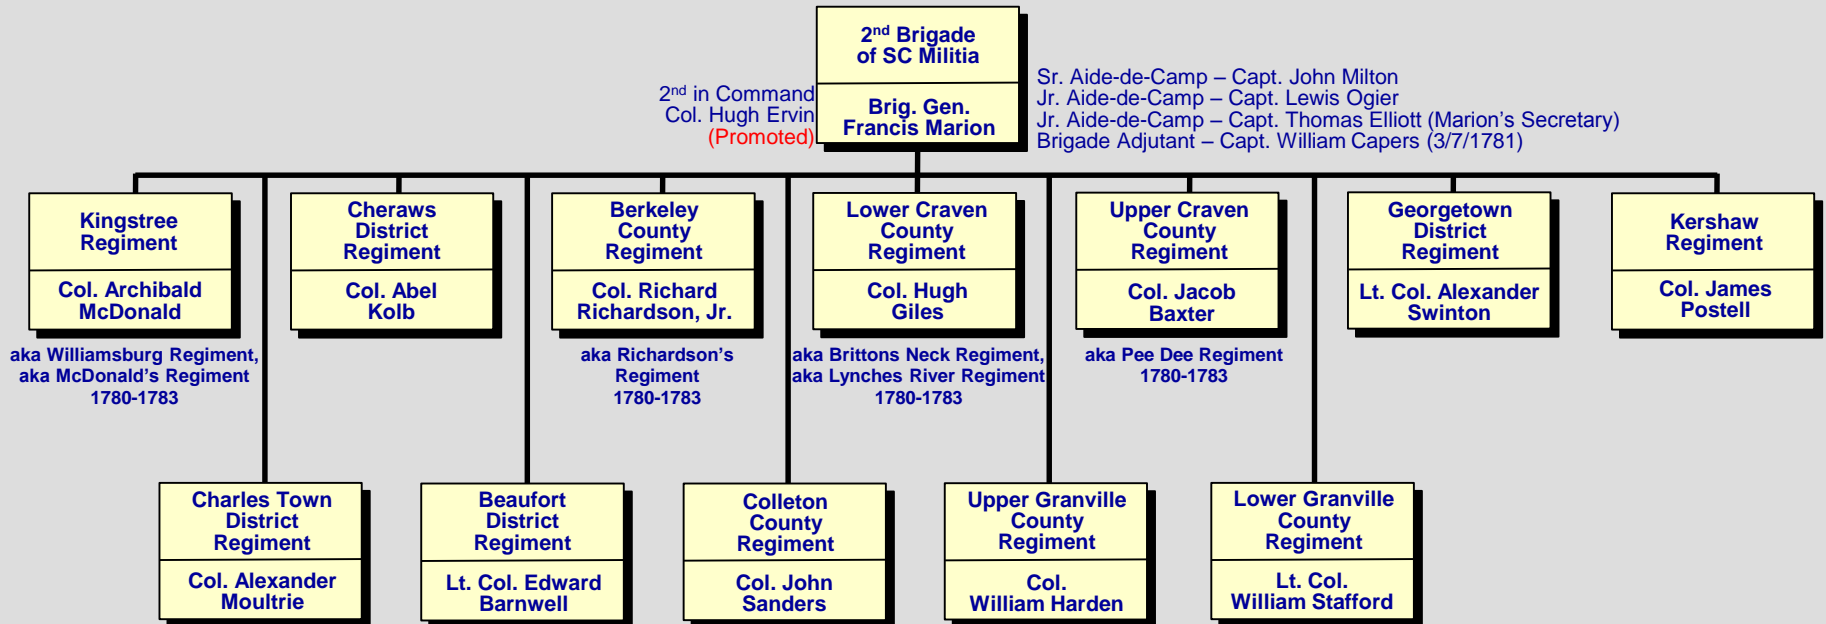 2nd Brigade
of SC Militia
Brig. Gen.
Francis Marion
2nd in Command
Col. Hugh Ervin
(Promoted)
Sr. Aide-de-Camp – Capt. John Milton
Jr. Aide-de-Camp – Capt. Lewis Ogier
Jr. Aide-de-Camp – Capt. Thomas Elliott (Marion's Secretary)
Brigade Adjutant – Capt. William Capers (3/7/1781)
Kingstree
Regiment
Col. Archibald
McDonald
aka Williamsburg Regiment,
aka McDonald's Regiment
1780-1783
Cheraws
District
Regiment
Col. Abel
Kolb
Berkeley
County
Regiment
Col. Richard
Richardson, Jr.
aka Richardson's
Regiment
1780-1783
Lower Craven
County
Regiment
Col. Hugh
Giles
aka Brittons Neck Regiment,
aka Lynches River Regiment
1780-1783
Upper Craven
County
Regiment
Col. Jacob
Baxter
aka Pee Dee Regiment
1780-1783
Georgetown
District
Regiment
Lt. Col. Alexander
Swinton
Kershaw
Regiment
Col. James
Postell
Charles Town
District
Regiment
Col. Alexander
Moultrie
Beaufort
District
Regiment
Lt. Col. Edward
Barnwell
Colleton
County
Regiment
Col. John
Sanders
Upper Granville
County
Regiment
Col.
William Harden
Lower Granville
County
Regiment
Lt. Col.
William Stafford